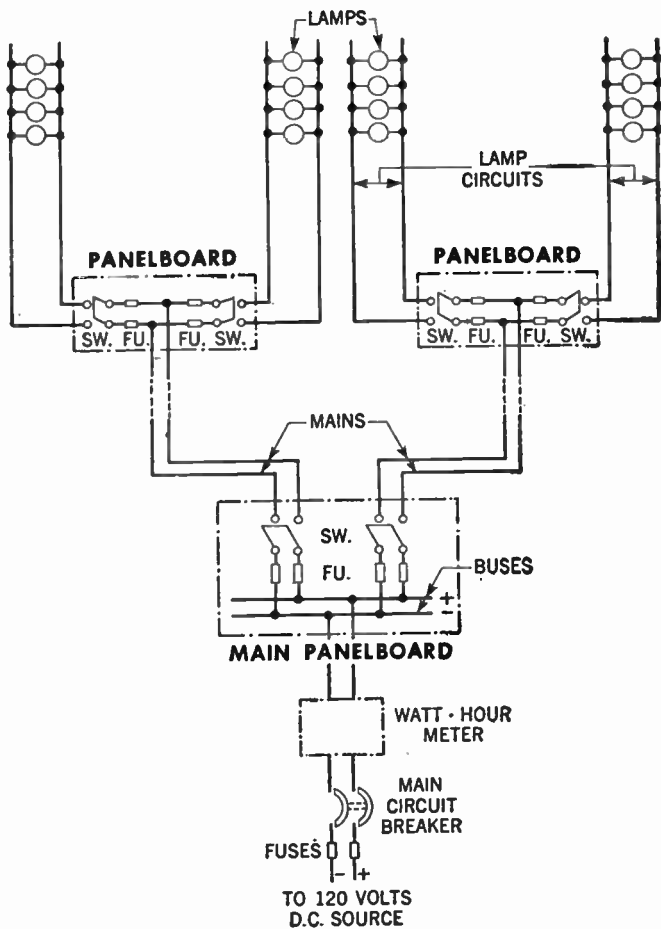 LAMPS
LAMP
CIRCUITS
PANELBOARD
PANELBOARD
SW. FU. FU. SW.
SW. FU. FU. SW.
MAINS
SW.
FU.
BUSES
+
-
MAIN PANELBOARD
WATT-HOUR
METER
MAIN
CIRCUIT
BREAKER
FUSES
- +
TO 120 VOLTS
D.C. SOURCE